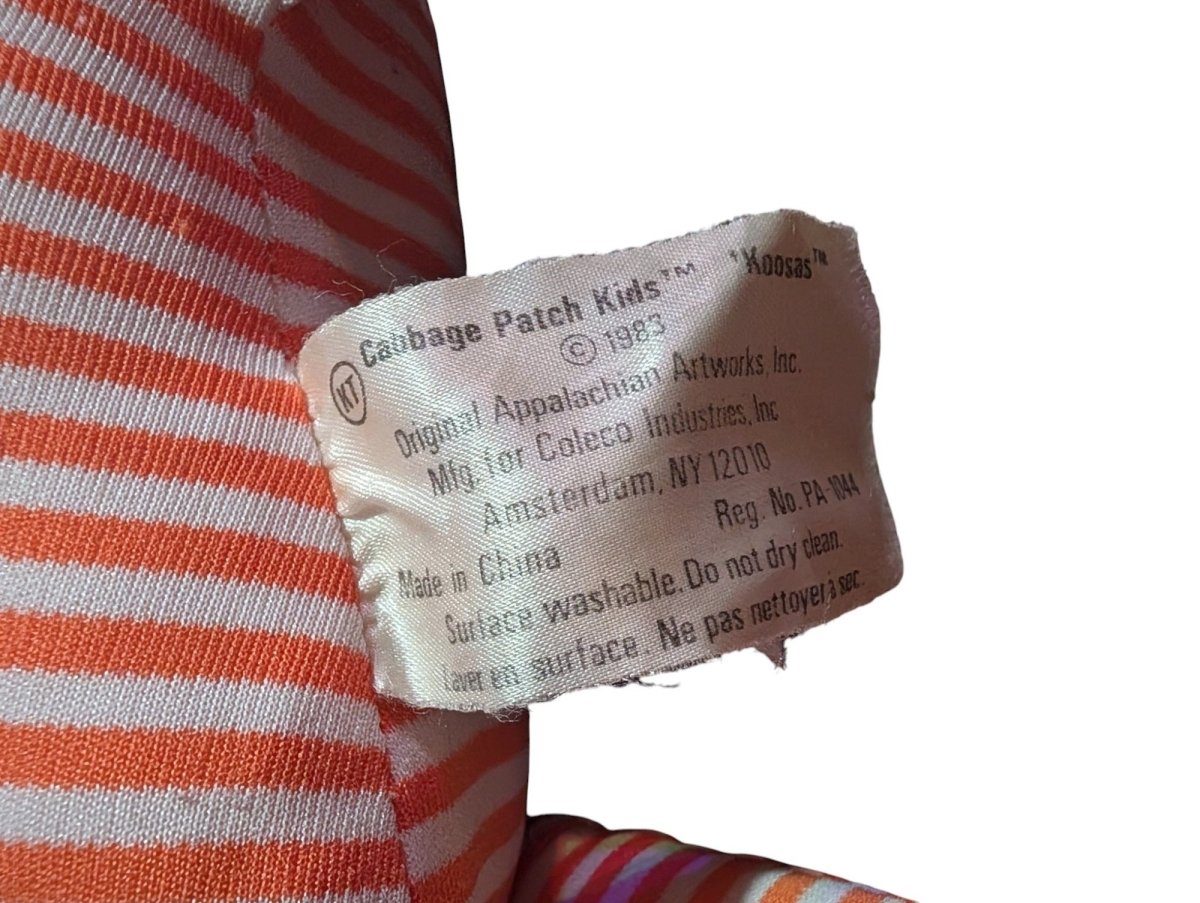 Cabbage Patch Kids™ "Koosas™
KT
© 1983
Original Appalachian Artworks, Inc.
Mfg. for Coleco Industries, Inc
Amsterdam, NY 12010
Reg. No. PA-1044
Made in China
Surface washable. Do not dry clean.
Laver en surface. Ne pas nettoyer à sec.